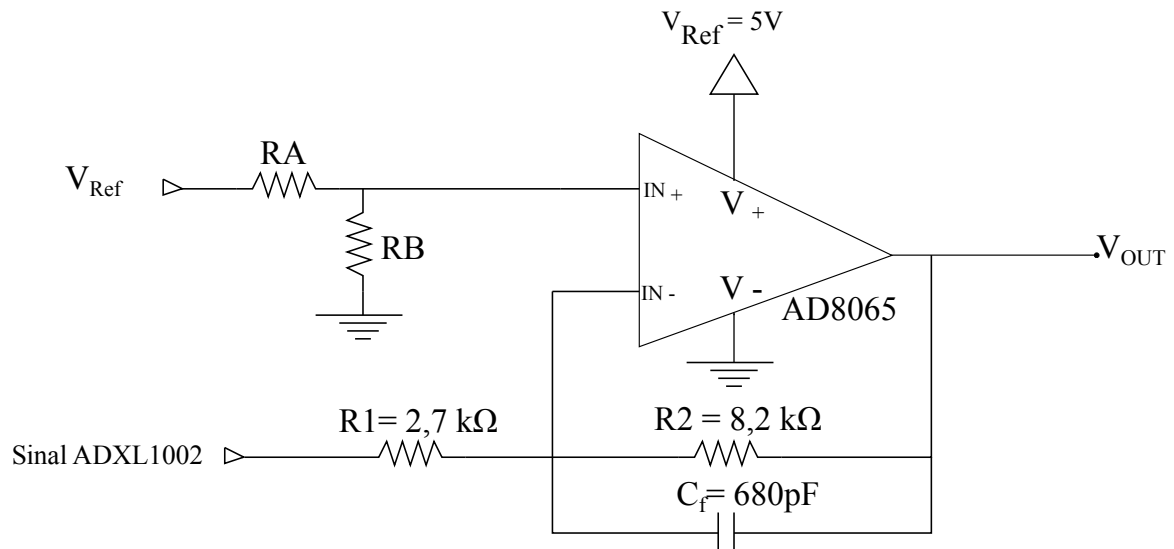 V_Ref = 5V
RA
V_Ref
IN +
V +
RB
V_OUT
IN -
V -
AD8065
R1= 2,7 kΩ
R2 = 8,2 kΩ
Sinal ADXL1002
C_f= 680pF